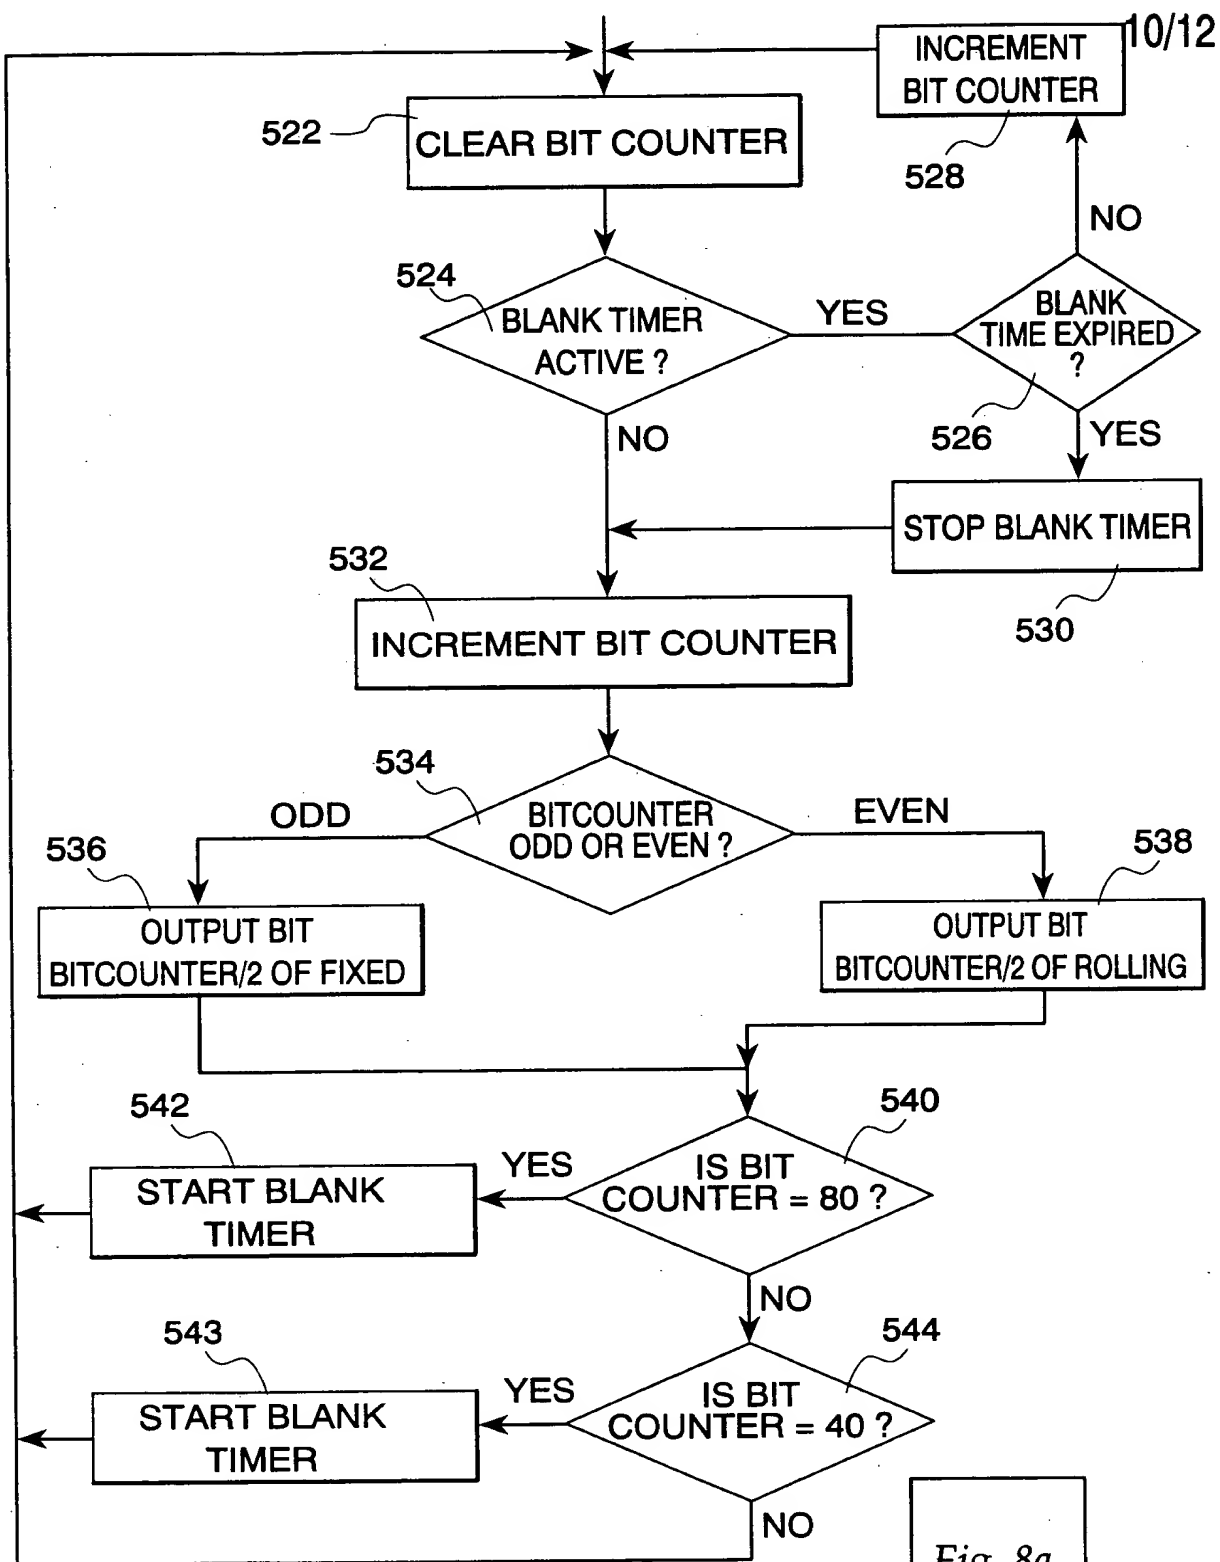 10/12
INCREMENT
BIT COUNTER
528
522
CLEAR BIT COUNTER
NO
524
BLANK TIMER
ACTIVE ?
YES
BLANK
TIME EXPIRED
?
526
NO
YES
STOP BLANK TIMER
530
532
INCREMENT BIT COUNTER
534
BITCOUNTER
ODD OR EVEN ?
ODD
EVEN
536
OUTPUT BIT
BITCOUNTER/2 OF FIXED
538
OUTPUT BIT
BITCOUNTER/2 OF ROLLING
542
START BLANK
TIMER
YES
540
IS BIT
COUNTER = 80 ?
NO
543
START BLANK
TIMER
YES
544
IS BIT
COUNTER = 40 ?
NO
Fig. 8a